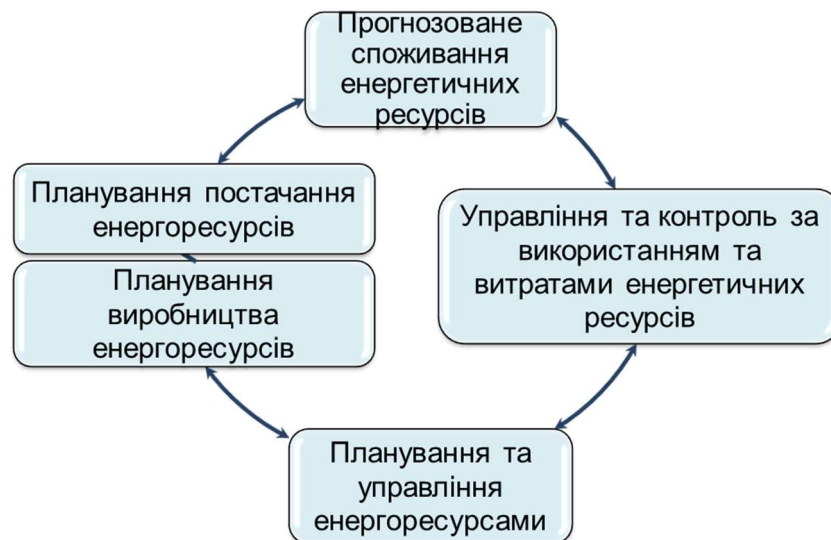 Прогнозоване
споживання
енергетичних
ресурсів
Планування постачання
енергоресурсів
Планування
виробництва
енергоресурсів
Управління та контроль за
використанням та
витратами енергетичних
ресурсів
Планування та
управління
енергоресурсами